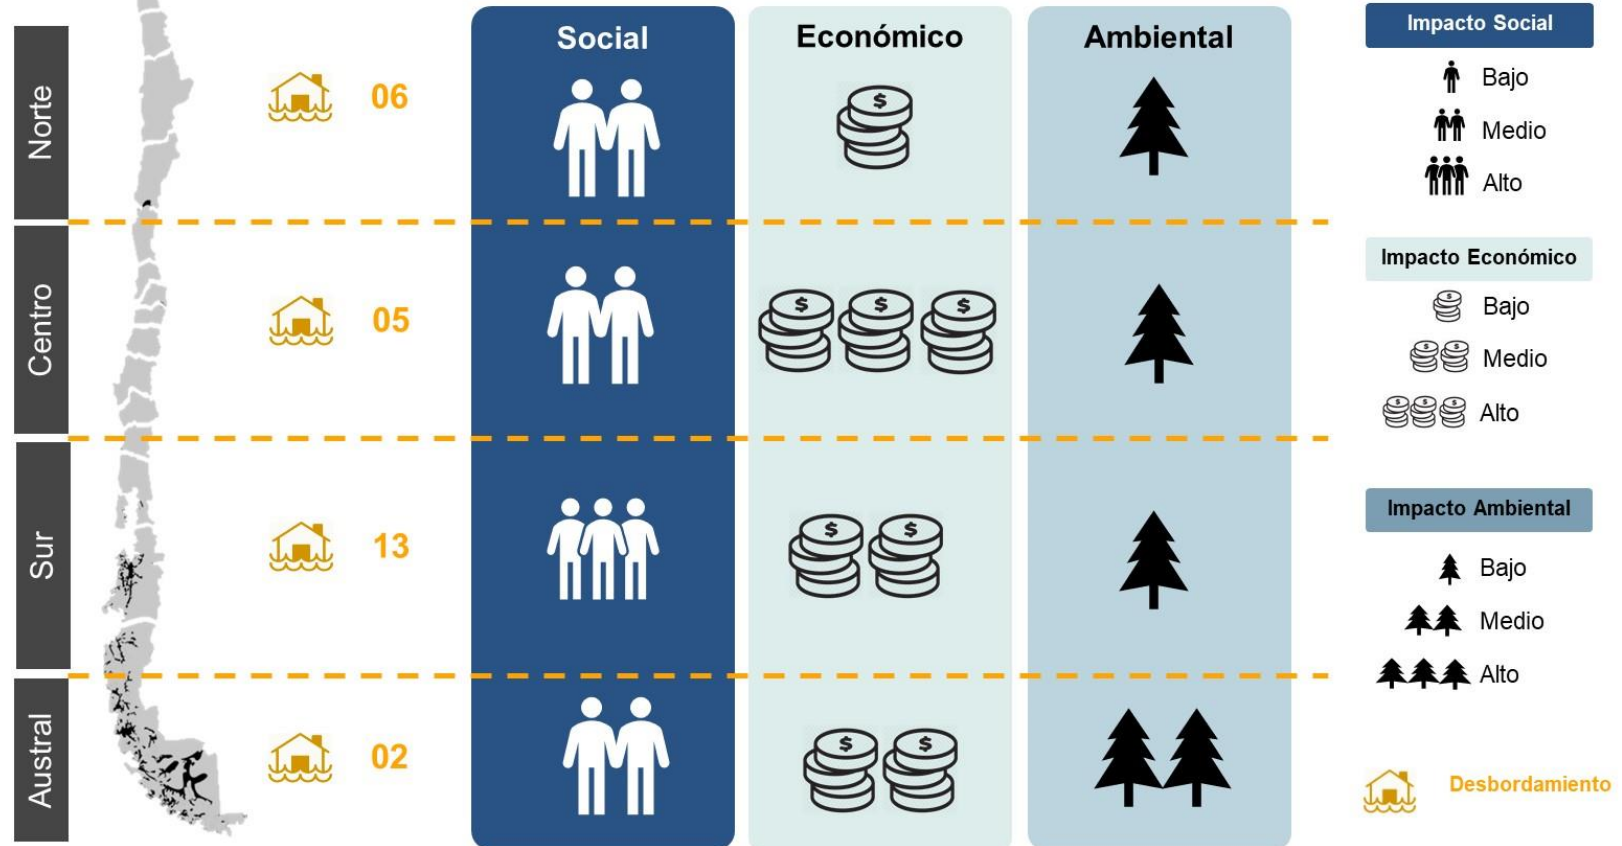 Social
Económico
Ambiental
Norte
06
Centro
05
Sur
13
Austral
02
Impacto Social
Bajo
Medio
Alto
Impacto Económico
Bajo
Medio
Alto
Impacto Ambiental
Bajo
Medio
Alto
Desbordamiento